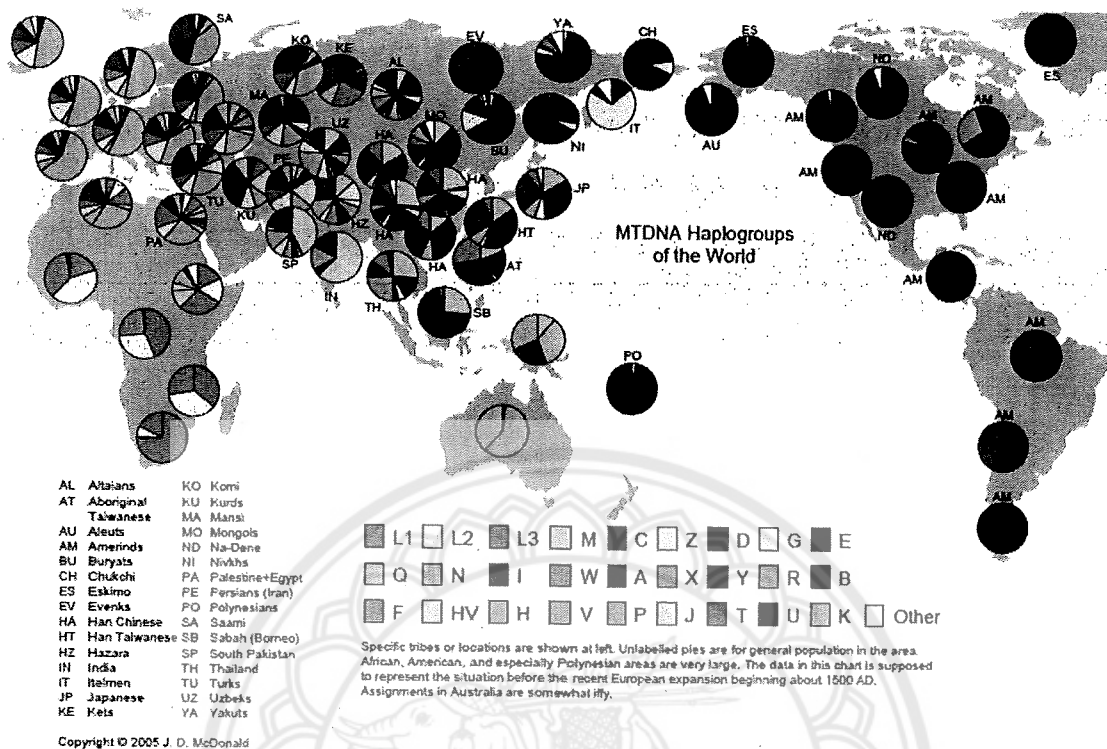 SA
KO
KE
EV
YA
CH
ES
ES
ND
AL
MA
UZ
HA
MO
BU
NI
IT
AU
AM
AM
AM
PE
HA
JP
AM
AM
TU
KU
HZ
HA
HT
ND
PA
SP
IN
TH
HA
AT
SB
AM
PO
AM
AM
AM
MTDNA Haplogroups
of the World
AL Altaians
AT Aboriginal
Taiwanese
AU Aleuts
AM Amerinds
BU Buryats
CH Chukchi
ES Eskimo
EV Evenks
HA Han Chinese
HT Han Taiwanese
HZ Hazara
IN India
IT Itelmen
JP Japanese
KE Kets
KO Komi
KU Kurds
MA Mansi
MO Mongols
ND Na-Dene
NI Nivkhs
PA Palestine+Egypt
PE Persians (Iran)
PO Polynesians
SA Saami
SB Sabah (Borneo)
SP South Pakistan
TH Thailand
TU Turks
UZ Uzbeks
YA Yakuts
L1 L2 L3 M C Z D G E
Q N I W A X Y R B
F HV H V P J T U K Other
Specific tribes or locations are shown at left. Unlabelled pies are for general population in the area
African, American, and especially Polynesian areas are very large. The data in this chart is supposed
to represent the situation before the recent European expansion beginning about 1500 AD.
Assignments in Australia are somewhat iffy.
Copyright © 2005 J. D. McDonald